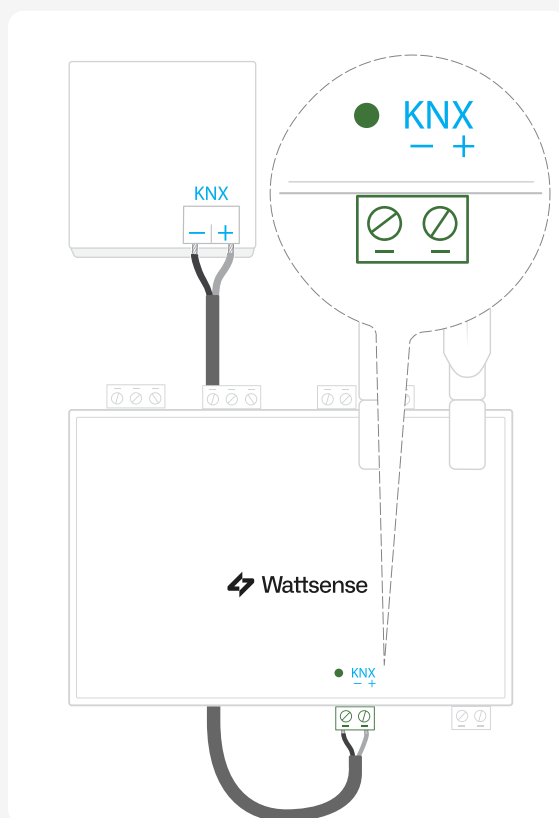 KNX
− +
KNX
− +
Wattsense
KNX
− +